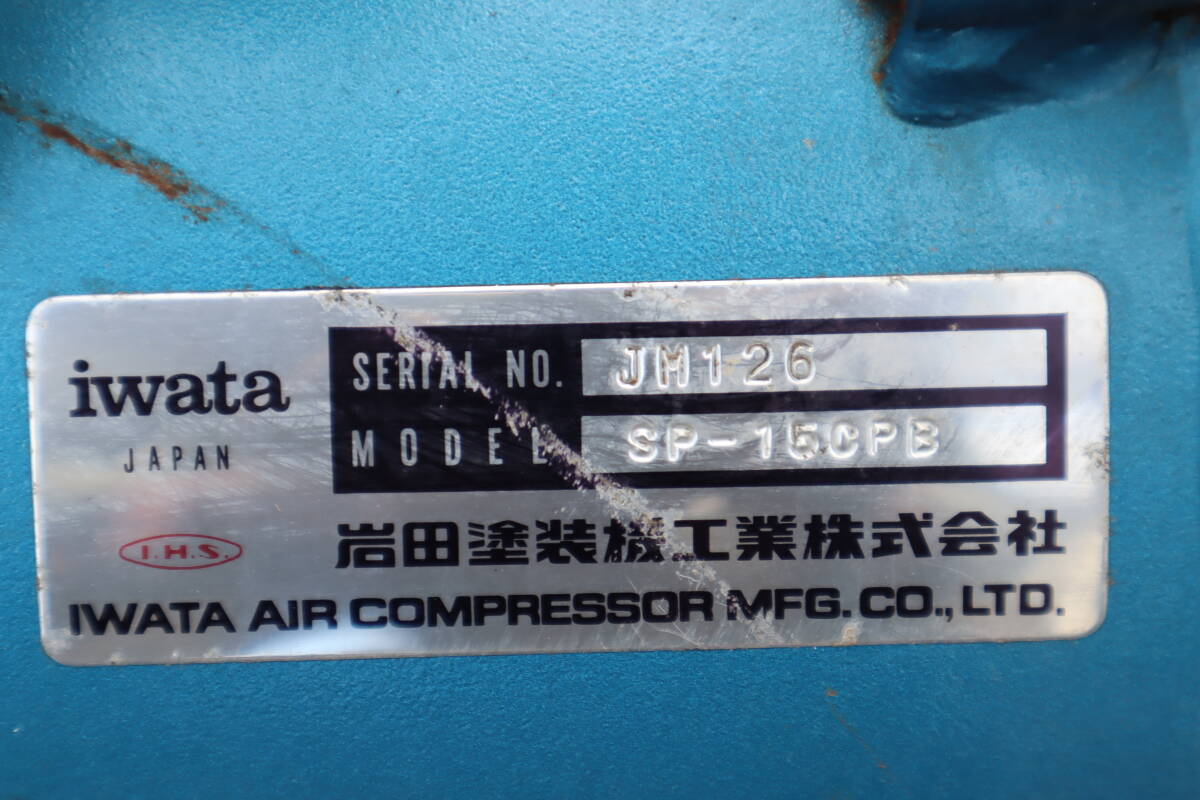 iwata
JAPAN
SERIAL NO. JM126
MODEL SP-15CPB
I.H.S.
岩田塗装機工業株式会社
IWATA AIR COMPRESSOR MFG. CO., LTD.